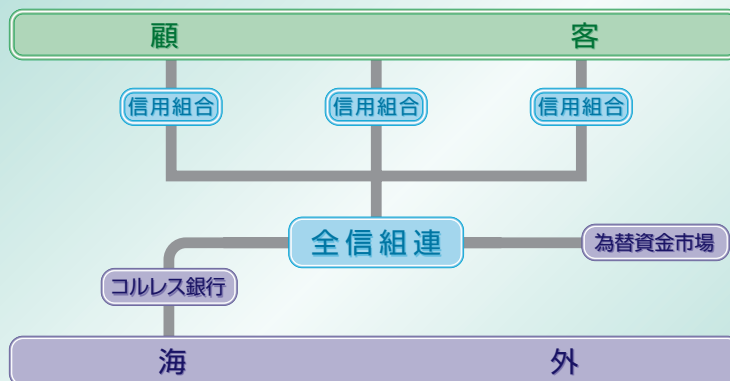 顧 客
信用組合 信用組合 信用組合
全信組連
為替資金市場
コルレス銀行
海 外